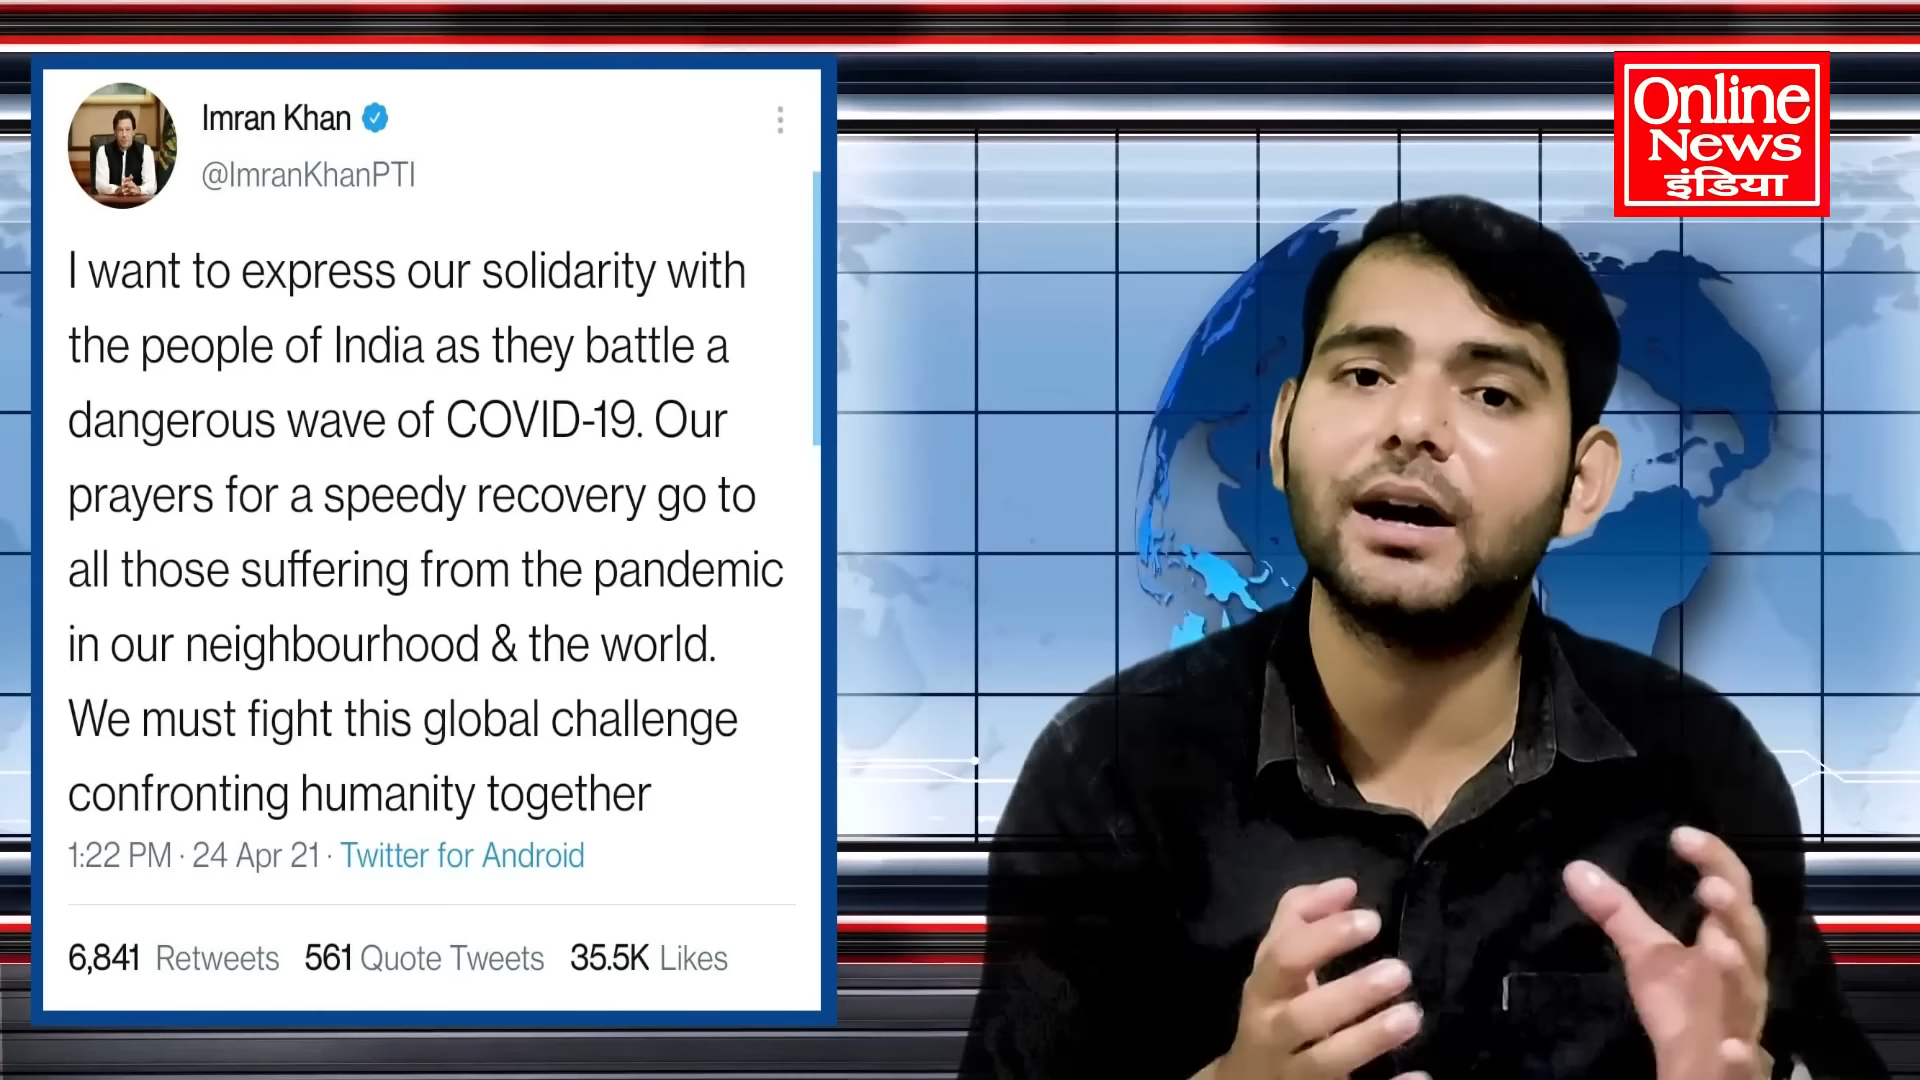 Imran Khan
@ImranKhanPTI
I want to express our solidarity with
the people of India as they battle a
dangerous wave of COVID-19. Our
prayers for a speedy recovery go to
all those suffering from the pandemic
in our neighbourhood & the world.
We must fight this global challenge
confronting humanity together
1:22 PM · 24 Apr 21 · Twitter for Android
6,841 Retweets 561 Quote Tweets 35.5K Likes
Online
News
इंडिया